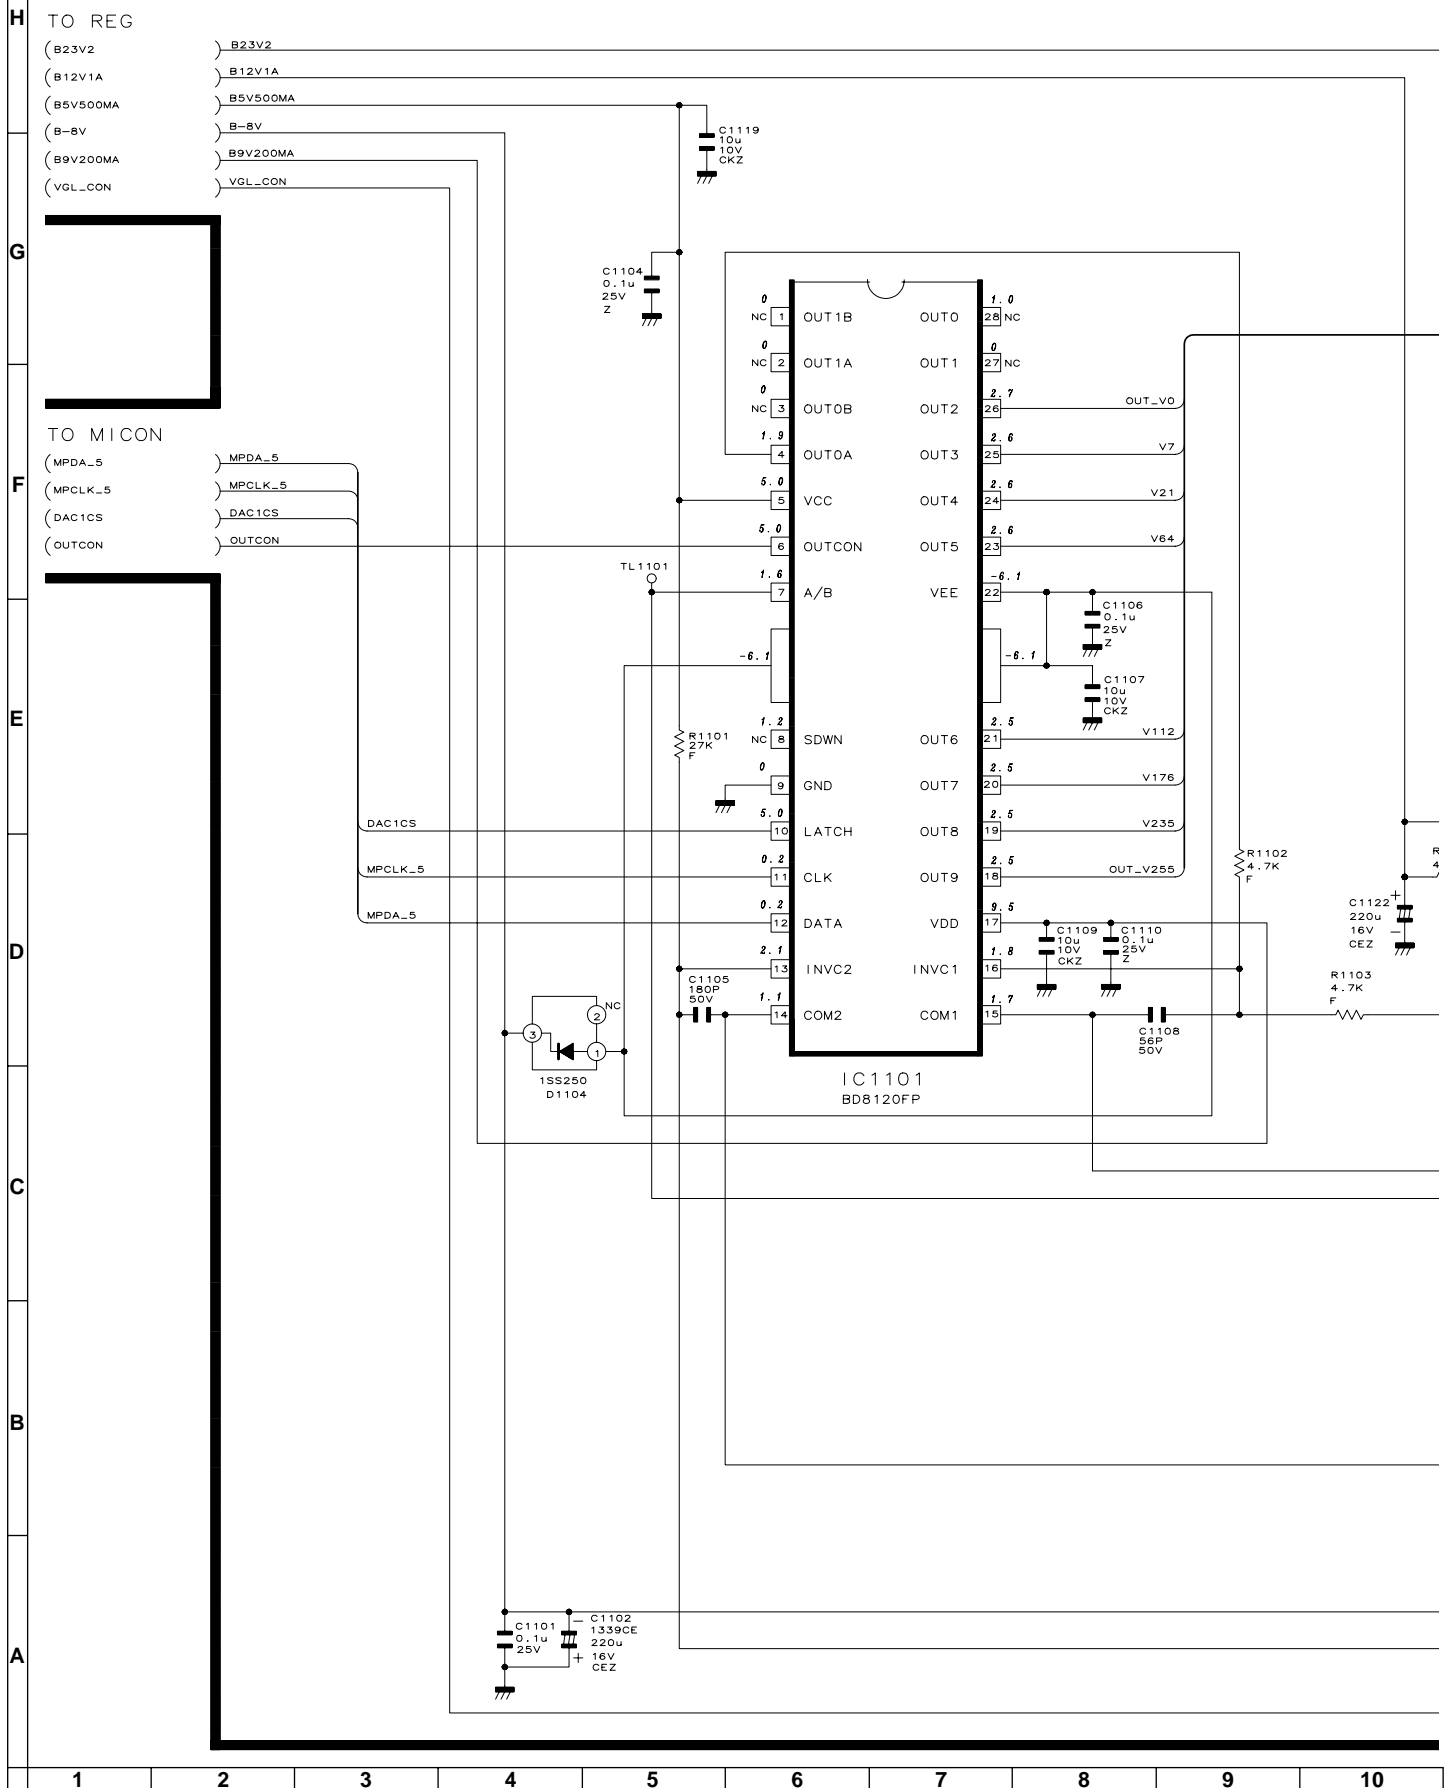 H
TO REG
B23V2
B23V2
B12V1A
B12V1A
B5V500MA
B5V500MA
B-8V
B-8V
B9V200MA
B9V200MA
VGL_CON
VGL_CON
C1119
10u
10V
CKZ
G
C1104
0.1u
25V
Z
0
NC 1 OUT1B
0
NC 2 OUT1A
0
NC 3 OUT0B
1.9
4 OUT0A
5.0
5 VCC
5.0
6 OUTCON
1.6
7 A/B
-6.1
1.2
NC 8 SDWN
0
9 GND
5.0
10 LATCH
0.2
11 CLK
0.2
12 DATA
2.1
13 INVC2
1.1
14 COM2
1.0
OUT0 28 NC
0
OUT1 27 NC
2.7
OUT2 26
2.6
OUT3 25
2.6
OUT4 24
2.6
OUT5 23
-6.1
VEE 22
-6.1
2.5
OUT6 21
2.5
OUT7 20
2.5
OUT8 19
2.5
OUT9 18
9.5
VDD 17
1.8
INVC1 16
1.7
COM1 15
IC1101
BD8120FP
OUT_V0
V7
V21
V64
V112
V176
V235
OUT_V255
F
TO MICON
MPDA_5
MPDA_5
MPCLK_5
MPCLK_5
DAC1CS
DAC1CS
OUTCON
OUTCON
TL1101
C1106
0.1u
25V
Z
C1107
10u
10V
CKZ
E
R1101
27K
F
DAC1CS
MPCLK_5
MPDA_5
R1102
4.7K
F
R
4
C1122
220u
16V
CEZ
+
-
D
C1109
10u
10V
CKZ
C1110
0.1u
25V
Z
C1105
180P
50V
R1103
4.7K
F
C1108
56P
50V
NC
2
3
1
1SS250
D1104
C
B
A
C1101
0.1u
25V
- C1102
1339CE
220u
+ 16V
CEZ
1 2 3 4 5 6 7 8 9 10